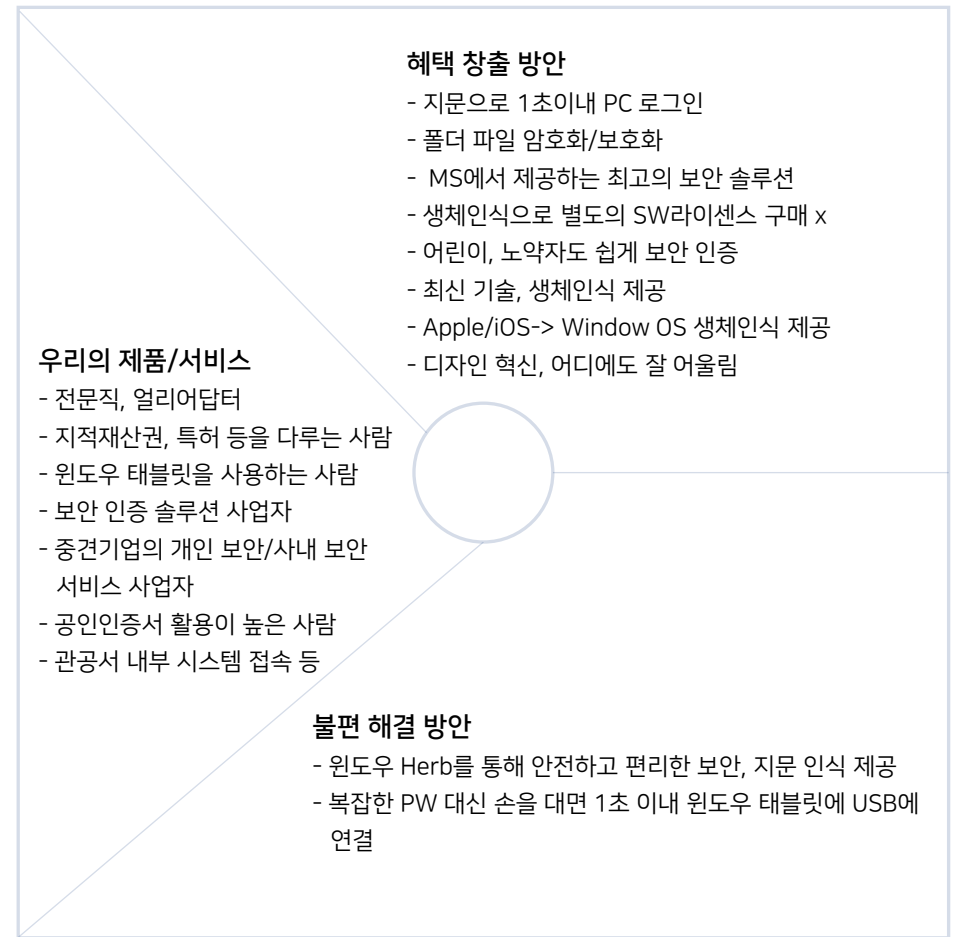 혜택 창출 방안
- 지문으로 1초이내 PC 로그인
- 폴더 파일 암호화/보호화
- MS에서 제공하는 최고의 보안 솔루션
- 생체인식으로 별도의 SW라이센스 구매 x
- 어린이, 노약자도 쉽게 보안 인증
- 최신 기술, 생체인식 제공
- Apple/iOS-> Window OS 생체인식 제공
- 디자인 혁신, 어디에도 잘 어울림
우리의 제품/서비스
- 전문직, 얼리어답터
- 지적재산권, 특허 등을 다루는 사람
- 윈도우 태블릿을 사용하는 사람
- 보안 인증 솔루션 사업자
- 중견기업의 개인 보안/사내 보안
서비스 사업자
- 공인인증서 활용이 높은 사람
- 관공서 내부 시스템 접속 등
불편 해결 방안
- 윈도우 Herb를 통해 안전하고 편리한 보안, 지문 인식 제공
- 복잡한 PW 대신 손을 대면 1초 이내 윈도우 태블릿에 USB에
연결